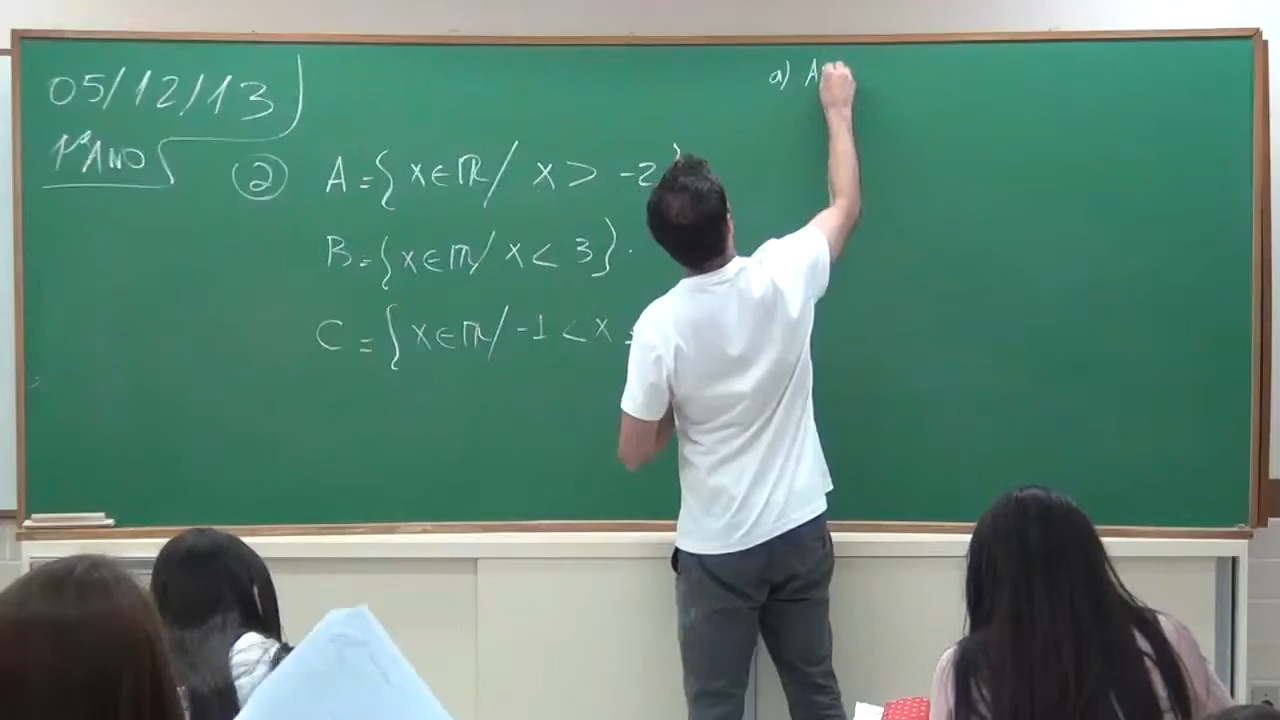 05/12/13
1º ANO
② A = { x ∈ ℝ / x > -2 }
B = { x ∈ ℝ / x < 3 } .
C = { x ∈ ℝ / -1 < x
a) A